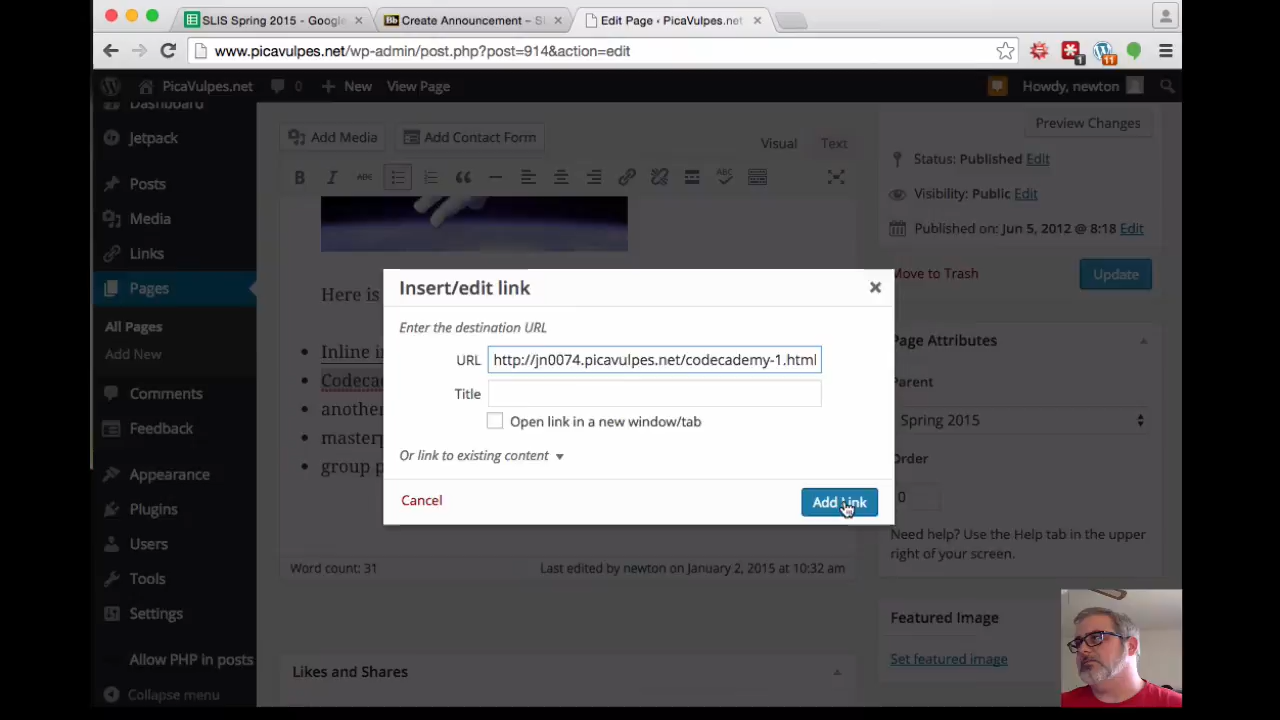 SLIS Spring 2015 - Google
Bb Create Announcement – SL
Edit Page ‹ PicaVulpes.net
www.picavulpes.net/wp-admin/post.php?post=914&action=edit
1
11
PicaVulpes.net
0
New
View Page
Howdy, newton
Dashboard
Jetpack
Posts
Media
Links
Pages
All Pages
Add New
Comments
Feedback
Appearance
Plugins
Users
Tools
Settings
Allow PHP in posts
Collapse menu
Add Media
Add Contact Form
Visual
Text
B I ABC
ABC
Here is
Inline i
Codeca
another
masterp
group p
Word count: 31
Last edited by newton on January 2, 2015 at 10:32 am
Likes and Shares
Insert/edit link
Enter the destination URL
URL
http://jn0074.picavulpes.net/codecademy-1.html
Title
Open link in a new window/tab
Or link to existing content
Cancel
Add Link
Preview Changes
Status: Published Edit
Visibility: Public Edit
Published on: Jun 5, 2012 @ 8:18 Edit
Move to Trash
Update
Page Attributes
Parent
Spring 2015
Order
0
Need help? Use the Help tab in the upper
right of your screen.
Featured Image
Set featured image